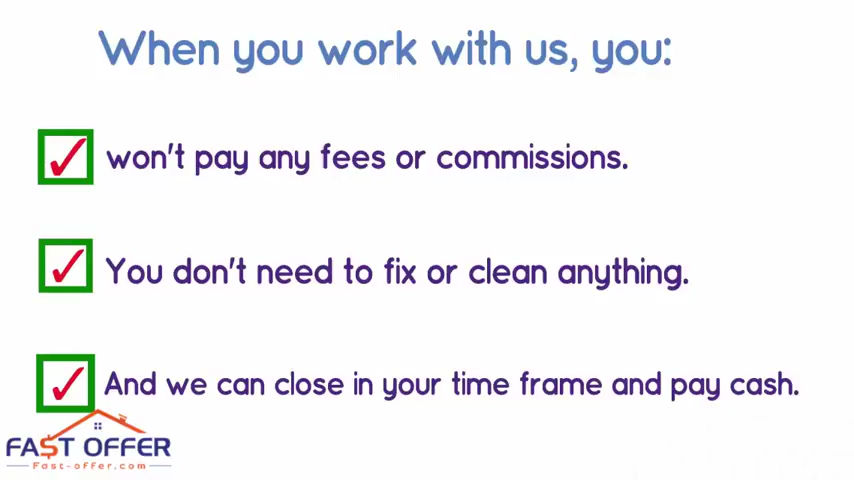 When you work with us, you:
won't pay any fees or commissions.
You don't need to fix or clean anything.
And we can close in your time frame and pay cash.
FA$T OFFER
Fast-offer.com